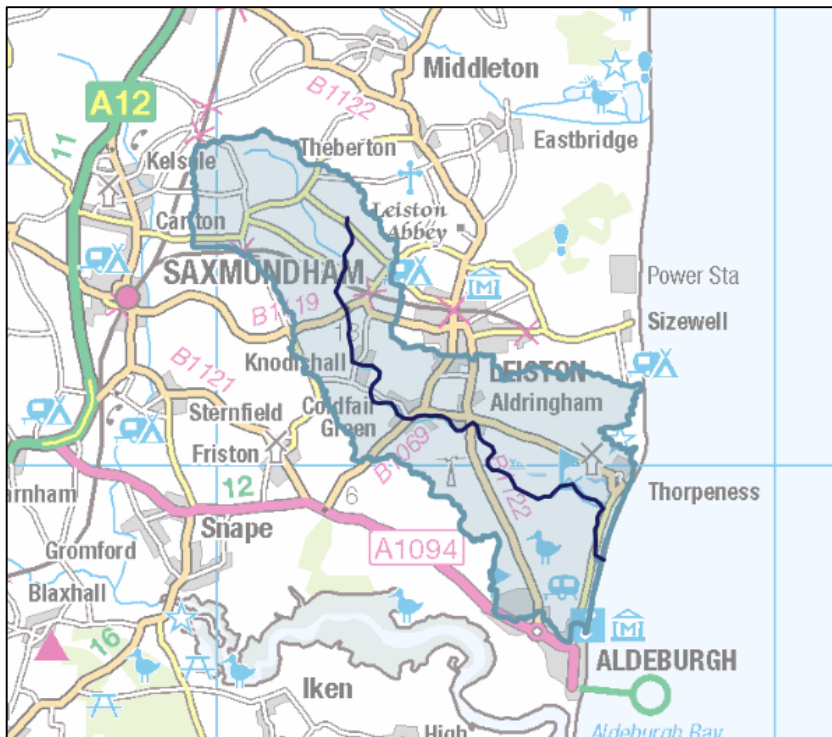 Middleton
A12
B1122
Eastbridge
Theberton
11
Kelsale
Leiston
Abbey
Carlton
SAXMUNDHAM
Power Sta
B1119
Sizewell
Knodishall
B1121
LEISTON
Sternfield
Coldfair
Green
Aldringham
Friston
B1069
B1122
12
6
Thorpeness
arnham
Snape
A1094
Gromford
Blaxhall
16
ALDEBURGH
Iken
High
Aldeburgh Bay